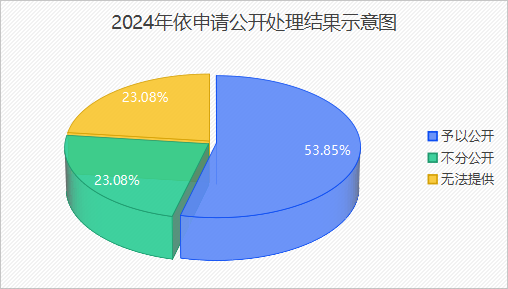 2024年依申请公开处理结果示意图
23.08%
53.85%
23.08%
予以公开
不分公开
无法提供